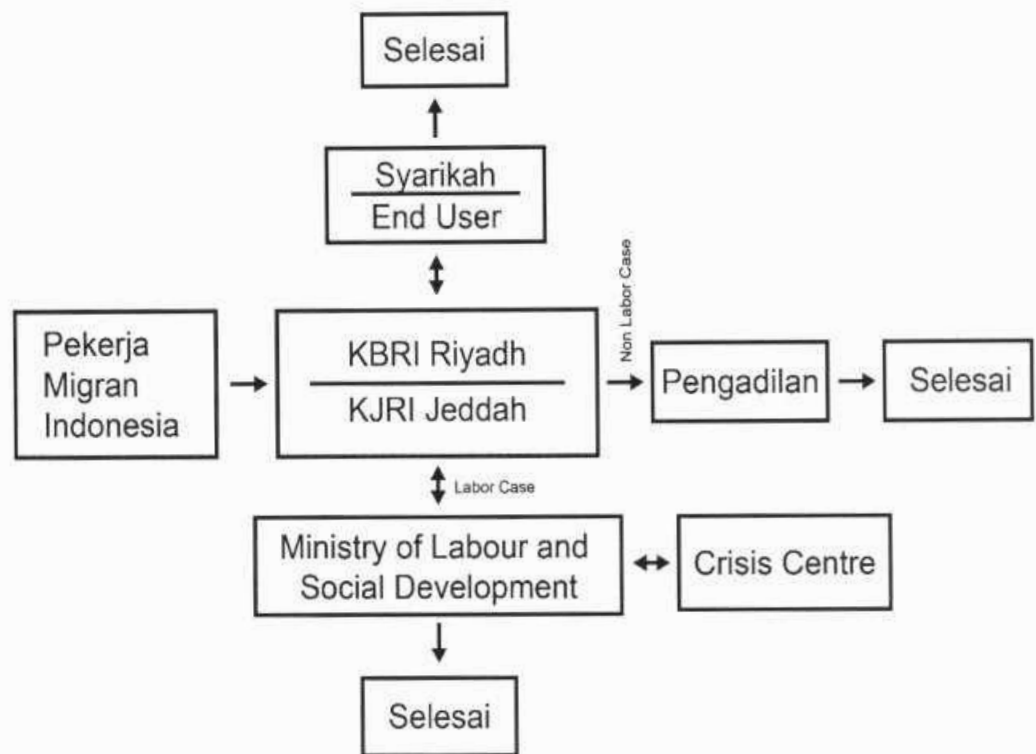 Selesai
Syarikah
End User
Non Labor Case
Pekerja
Migran
Indonesia
KBRI Riyadh
KJRI Jeddah
Pengadilan
Selesai
Labor Case
Ministry of Labour and
Social Development
Crisis Centre
Selesai